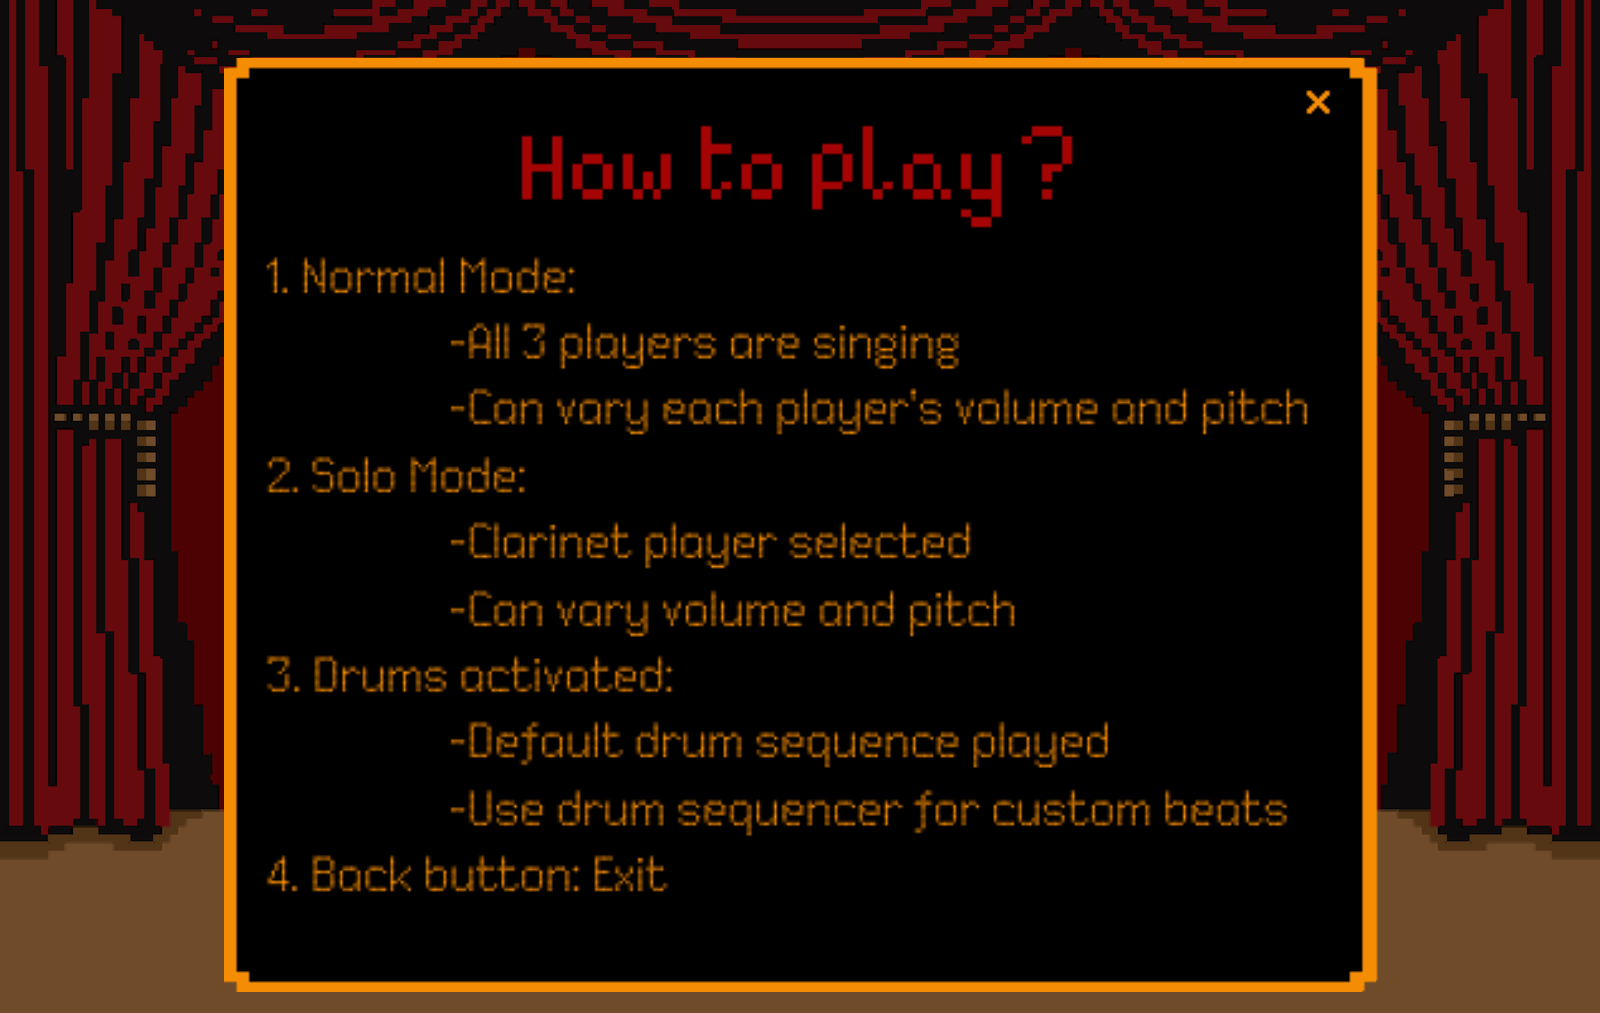 ×
How to play?
1. Normal Mode:
-All 3 players are singing
-Can vary each player's volume and pitch
2. Solo Mode:
-Clarinet player selected
-Can vary volume and pitch
3. Drums activated:
-Default drum sequence played
-Use drum sequencer for custom beats
4. Back button: Exit